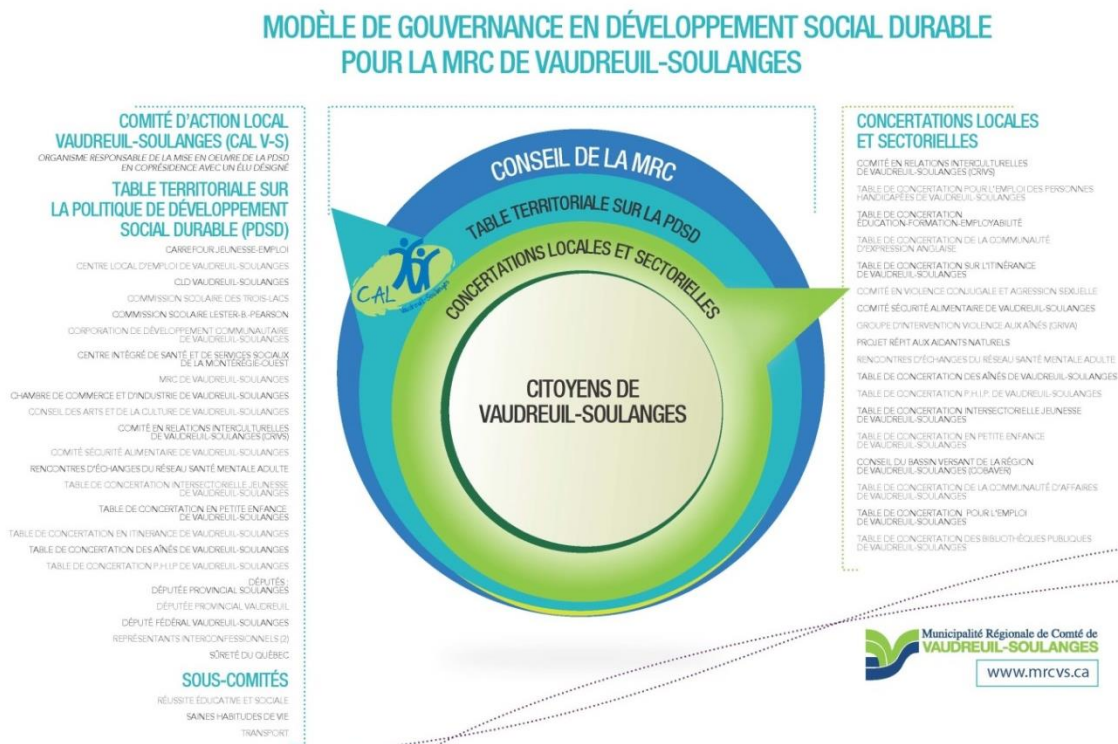 MODÈLE DE GOUVERNANCE EN DÉVELOPPEMENT SOCIAL DURABLE
POUR LA MRC DE VAUDREUIL-SOULANGES
COMITÉ D'ACTION LOCAL
VAUDREUIL-SOULANGES (CAL V-S)
ORGANISME RESPONSABLE DE LA MISE EN OEUVRE DE LA PDSD
EN COPRÉSIDENCE AVEC UN ÉLU DÉSIGNÉ
TABLE TERRITORIALE SUR
LA POLITIQUE DE DÉVELOPPEMENT
SOCIAL DURABLE (PDSD)
CARREFOUR JEUNESSE-EMPLOI
CENTRE LOCAL D'EMPLOI DE VAUDREUIL-SOULANGES
CLD VAUDREUIL-SOULANGES
COMMISSION SCOLAIRE DES TROIS-LACS
COMMISSION SCOLAIRE LESTER-B.-PEARSON
CORPORATION DE DÉVELOPPEMENT COMMUNAUTAIRE
DE VAUDREUIL-SOULANGES
CENTRE INTÉGRÉ DE SANTÉ ET DE SERVICES SOCIAUX
DE LA MONTÉRÉGIE-OUEST
MRC DE VAUDREUIL-SOULANGES
CHAMBRE DE COMMERCE ET D'INDUSTRIE DE VAUDREUIL-SOULANGES
CONSEIL DES ARTS ET DE LA CULTURE DE VAUDREUIL-SOULANGES
COMITÉ EN RELATIONS INTERCULTURELLES
DE VAUDREUIL-SOULANGES (CRIVS)
COMITÉ SÉCURITÉ ALIMENTAIRE DE VAUDREUIL-SOULANGES
RENCONTRES D'ÉCHANGES DU RÉSEAU SANTÉ MENTALE ADULTE
TABLE DE CONCERTATION INTERSECTORIELLE JEUNESSE
DE VAUDREUIL-SOULANGES
TABLE DE CONCERTATION EN PETITE ENFANCE
DE VAUDREUIL-SOULANGES
TABLE DE CONCERTATION EN ITINÉRANCE DE VAUDREUIL-SOULANGES
TABLE DE CONCERTATION DES AÎNÉS DE VAUDREUIL-SOULANGES
TABLE DE CONCERTATION P.H.I.P DE VAUDREUIL-SOULANGES
DÉPUTÉS :
DÉPUTÉE PROVINCIAL SOULANGES
DÉPUTÉE PROVINCIAL VAUDREUIL
DÉPUTÉ FÉDÉRAL VAUDREUIL-SOULANGES
REPRÉSENTANTS INTERCONFESSIONNELS (2)
SÛRETÉ DU QUÉBEC
SOUS-COMITÉS
RÉUSSITE ÉDUCATIVE ET SOCIALE
SAINES HABITUDES DE VIE
TRANSPORT
CONSEIL DE LA MRC
TABLE TERRITORIALE SUR LA PDSD
CONCERTATIONS LOCALES ET SECTORIELLES
CAL
CITOYENS DE
VAUDREUIL-SOULANGES
CONCERTATIONS LOCALES
ET SECTORIELLES
COMITÉ EN RELATIONS INTERCULTURELLES
DE VAUDREUIL-SOULANGES (CRIVS)
TABLE DE CONCERTATION POUR L'EMPLOI DES PERSONNES
HANDICAPÉES DE VAUDREUIL-SOULANGES
TABLE DE CONCERTATION
ÉDUCATION-FORMATION-EMPLOYABILITÉ
TABLE DE CONCERTATION DE LA COMMUNAUTÉ
D'EXPRESSION ANGLAISE
TABLE DE CONCERTATION SUR L'ITINÉRANCE
DE VAUDREUIL-SOULANGES
COMITÉ EN VIOLENCE CONJUGALE ET AGRESSION SEXUELLE
COMITÉ SÉCURITÉ ALIMENTAIRE DE VAUDREUIL-SOULANGES
GROUPE D'INTERVENTION VIOLENCE AUX AÎNÉS (GRIVA)
PROJET RÉPIT AUX AIDANTS NATURELS
RENCONTRES D'ÉCHANGES DU RÉSEAU SANTÉ MENTALE ADULTE
TABLE DE CONCERTATION DES AÎNÉS DE VAUDREUIL-SOULANGES
TABLE DE CONCERTATION P.H.I.P. DE VAUDREUIL-SOULANGES
TABLE DE CONCERTATION INTERSECTORIELLE JEUNESSE
DE VAUDREUIL-SOULANGES
TABLE DE CONCERTATION EN PETITE ENFANCE
DE VAUDREUIL-SOULANGES
CONSEIL DU BASSIN VERSANT DE LA RÉGION
DE VAUDREUIL-SOULANGES (COBAVER)
TABLE DE CONCERTATION DE LA COMMUNAUTÉ D'AFFAIRES
DE VAUDREUIL-SOULANGES
TABLE DE CONCERTATION POUR L'EMPLOI
DE VAUDREUIL-SOULANGES
TABLE DE CONCERTATION DES BIBLIOTHÈQUES PUBLIQUES
DE VAUDREUIL-SOULANGES
Municipalité Régionale de Comté de
VAUDREUIL-SOULANGES
www.mrcvs.ca